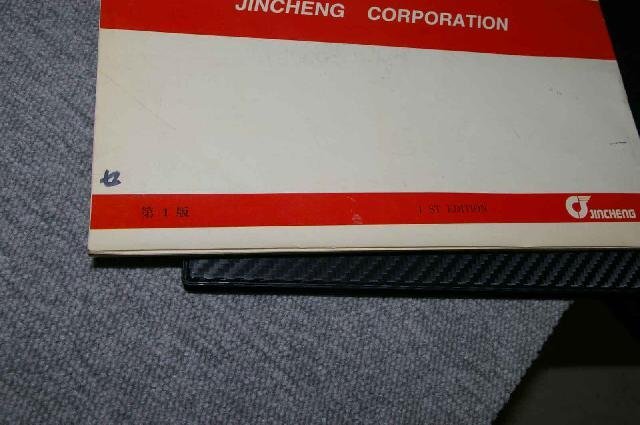 JINCHENG CORPORATION
第 1 版 1 ST EDITION JINCHENG